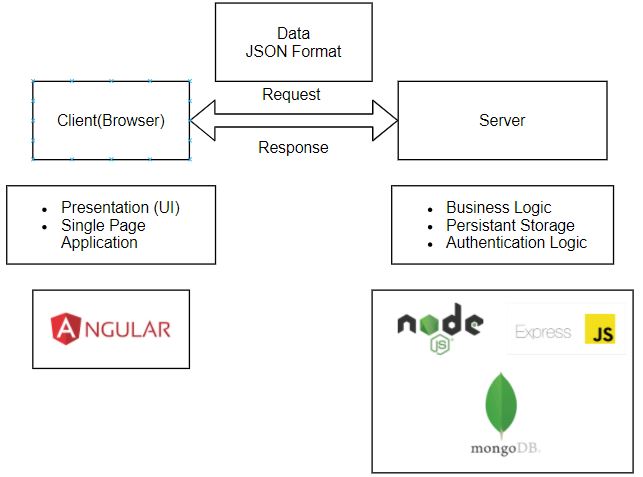 Data
JSON Format
Request
Client(Browser)
Server
Response
Presentation (UI)
Single Page
Application
Business Logic
Persistant Storage
Authentication Logic
ANGULAR
node
JS
Express
JS
mongoDB.